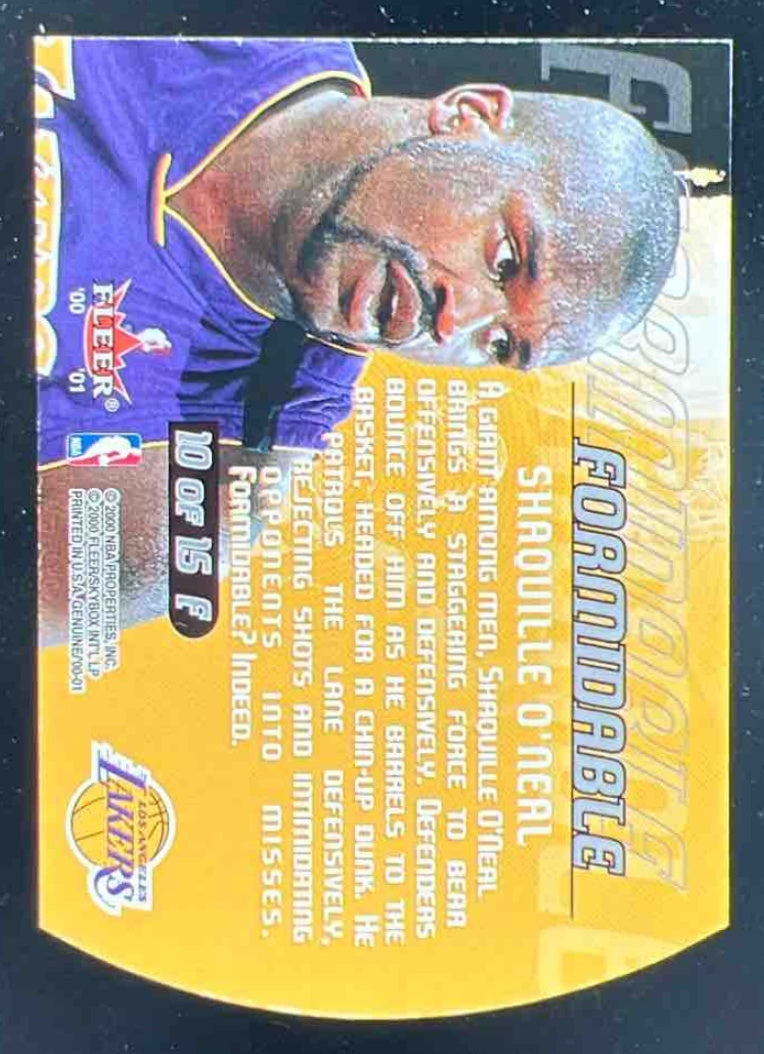 FORMIDABLE
FORMIDABLE
SHAQUILLE O'NEAL
A GIANT AMONG MEN, SHAQUILLE O'NEAL
BRINGS A STAGGERING FORCE TO BEAR
OFFENSIVELY AND DEFENSIVELY. DEFENDERS
BOUNCE OFF HIM AS HE BARRELS TO THE
BASKET, HEADED FOR A CHIN-UP DUNK. HE
PATROLS THE LANE DEFENSIVELY,
REJECTING SHOTS AND INTIMIDATING
OPPONENTS INTO MISSES.
FORMIDABLE? INDEED.
10 OF 15 F
FLEER®
'00 '01
NBA
© 2000 NBA PROPERTIES, INC.
© 2000 FLEER/SKYBOX INT'L LP
PRINTED IN U.S.A. GENUINE/00-01
LOS ANGELES
LAKERS